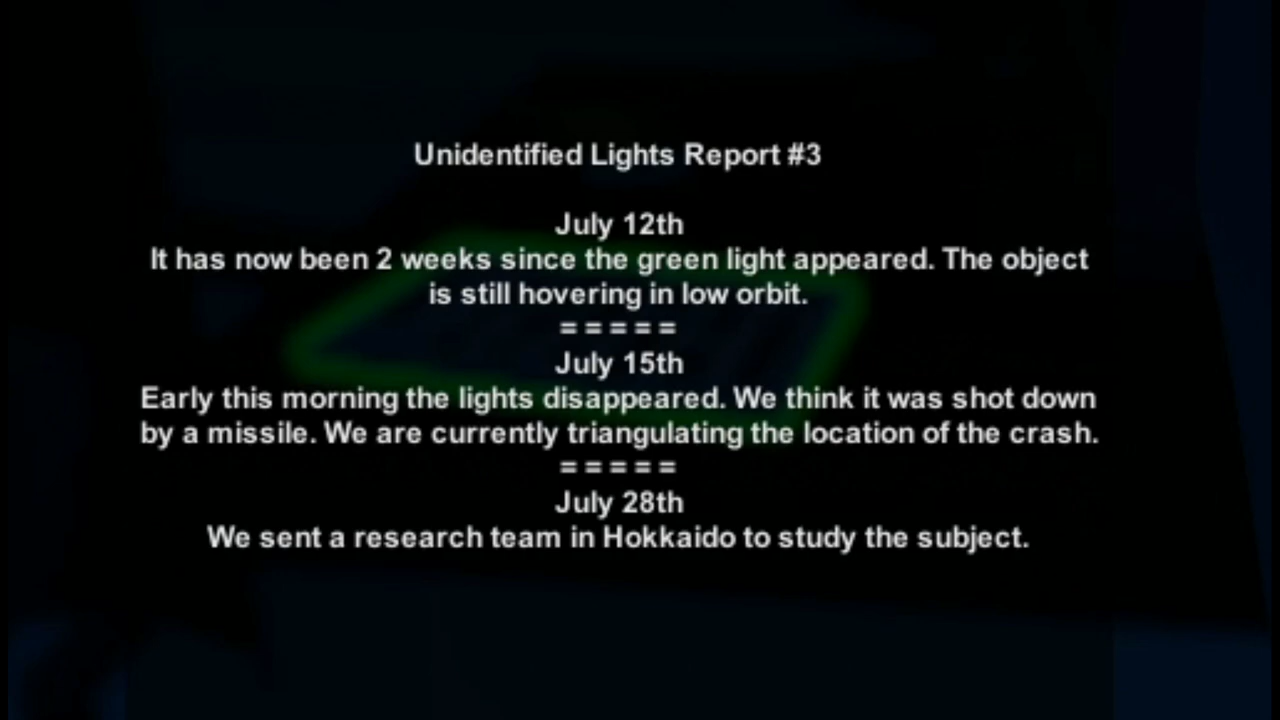 Unidentified Lights Report #3
July 12th
It has now been 2 weeks since the green light appeared. The object
is still hovering in low orbit.
=====
July 15th
Early this morning the lights disappeared. We think it was shot down
by a missile. We are currently triangulating the location of the crash.
=====
July 28th
We sent a research team in Hokkaido to study the subject.